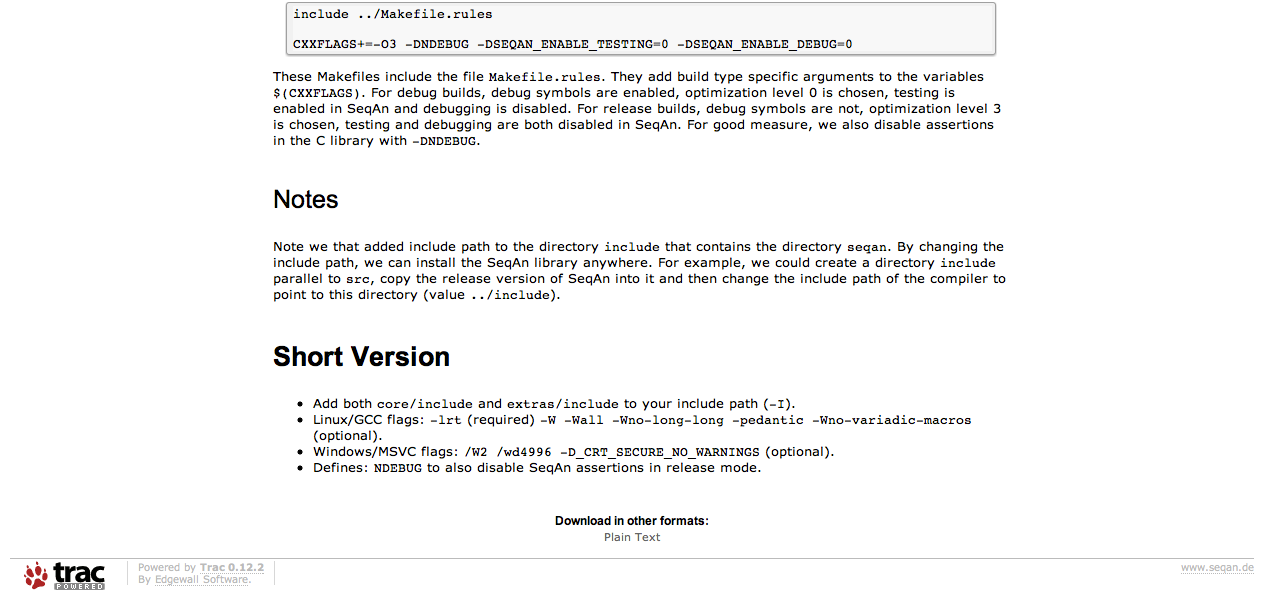 include ../Makefile.rules
CXXFLAGS+=-O3 -DNDEBUG -DSEQAN_ENABLE_TESTING=0 -DSEQAN_ENABLE_DEBUG=0
These Makefiles include the file Makefile.rules. They add build type specific arguments to the variables
$(CXXFLAGS). For debug builds, debug symbols are enabled, optimization level 0 is chosen, testing is
enabled in SeqAn and debugging is disabled. For release builds, debug symbols are not, optimization level 3
is chosen, testing and debugging are both disabled in SeqAn. For good measure, we also disable assertions
in the C library with -DNDEBUG.
Notes
Note we that added include path to the directory include that contains the directory seqan. By changing the
include path, we can install the SeqAn library anywhere. For example, we could create a directory include
parallel to src, copy the release version of SeqAn into it and then change the include path of the compiler to
point to this directory (value ../include).
Short Version
• Add both core/include and extras/include to your include path (-I).
• Linux/GCC flags: -lrt (required) -W -Wall -Wno-long-long -pedantic -Wno-variadic-macros
(optional).
• Windows/MSVC flags: /W2 /wd4996 -D_CRT_SECURE_NO_WARNINGS (optional).
• Defines: NDEBUG to also disable SeqAn assertions in release mode.
Download in other formats:
Plain Text
trac
POWERED
Powered by Trac 0.12.2
By Edgewall Software.
www.seqan.de